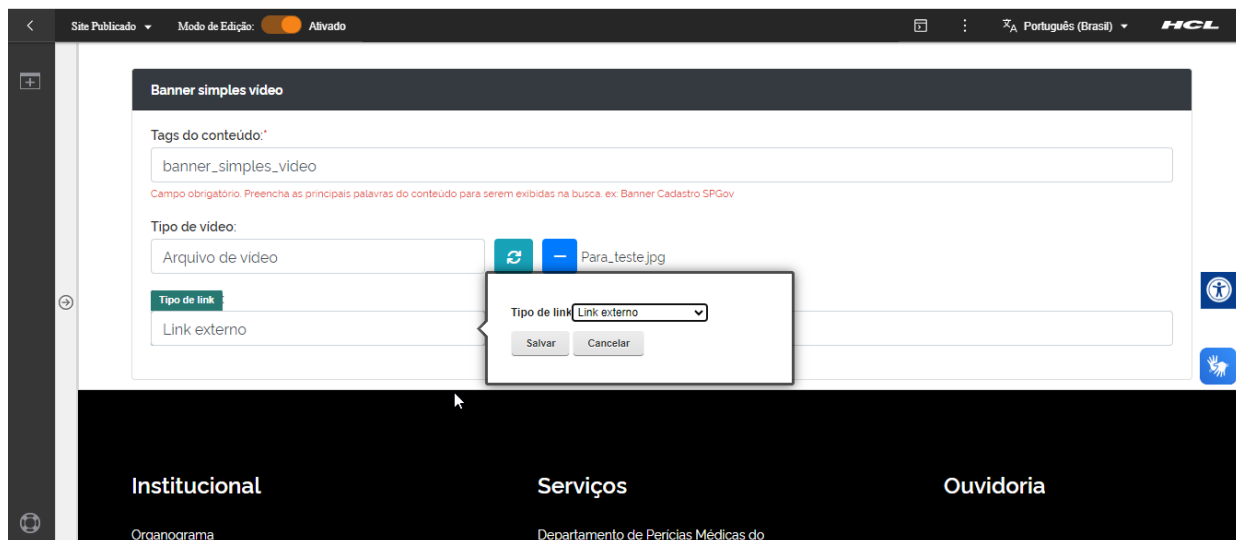 Site Publicado
Modo de Edição:
Ativado
Português (Brasil)
HCL
Banner simples vídeo
Tags do conteúdo:*
banner_simples_video
Campo obrigatório. Preencha as principais palavras do conteúdo para serem exibidas na busca. ex: Banner Cadastro SPGov
Tipo de vídeo:
Arquivo de vídeo
Para_teste.jpg
Tipo de link
:
Link externo
Tipo de link
Link externo
Salvar
Cancelar
Institucional
Serviços
Ouvidoria
Organograma
Departamento de Perícias Médicas do